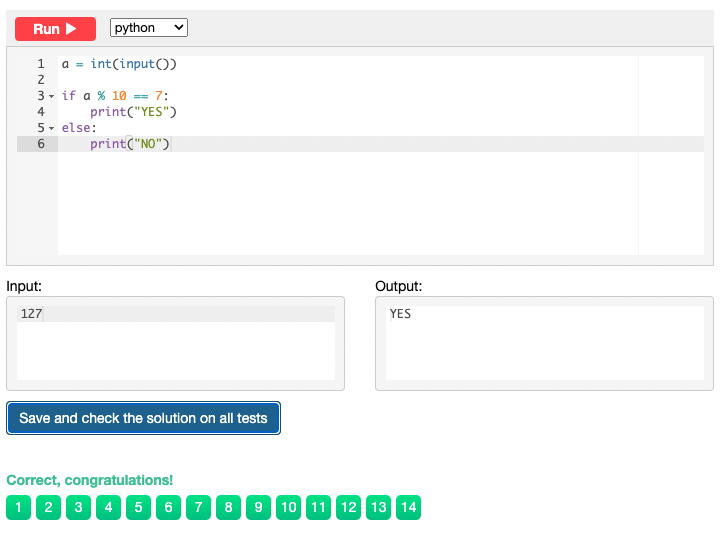 Run ▶ python
1 a = int(input())
2
3 if a % 10 == 7:
4     print("YES")
5 else:
6     print("NO")
Input: Output:
127 YES
Save and check the solution on all tests
Correct, congratulations!
1 2 3 4 5 6 7 8 9 10 11 12 13 14